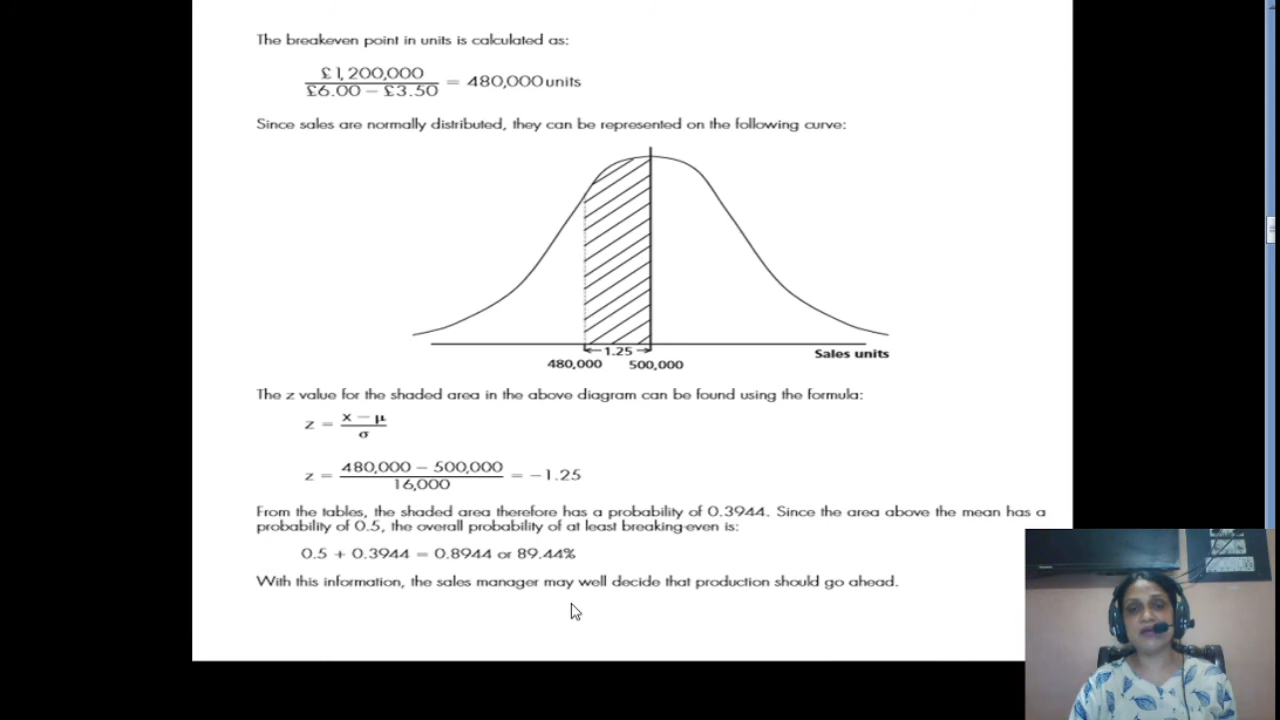 The breakeven point in units is calculated as:
£1,200,000
£6.00 – £3.50
= 480,000 units
Since sales are normally distributed, they can be represented on the following curve:
1.25
480,000
500,000
Sales units
The z value for the shaded area in the above diagram can be found using the formula:
z = x – μ
σ
z = 480,000 – 500,000
16,000
= –1.25
From the tables, the shaded area therefore has a probability of 0.3944. Since the area above the mean has a
probability of 0.5, the overall probability of at least breaking-even is:
0.5 + 0.3944 = 0.8944 or 89.44%
With this information, the sales manager may well decide that production should go ahead.